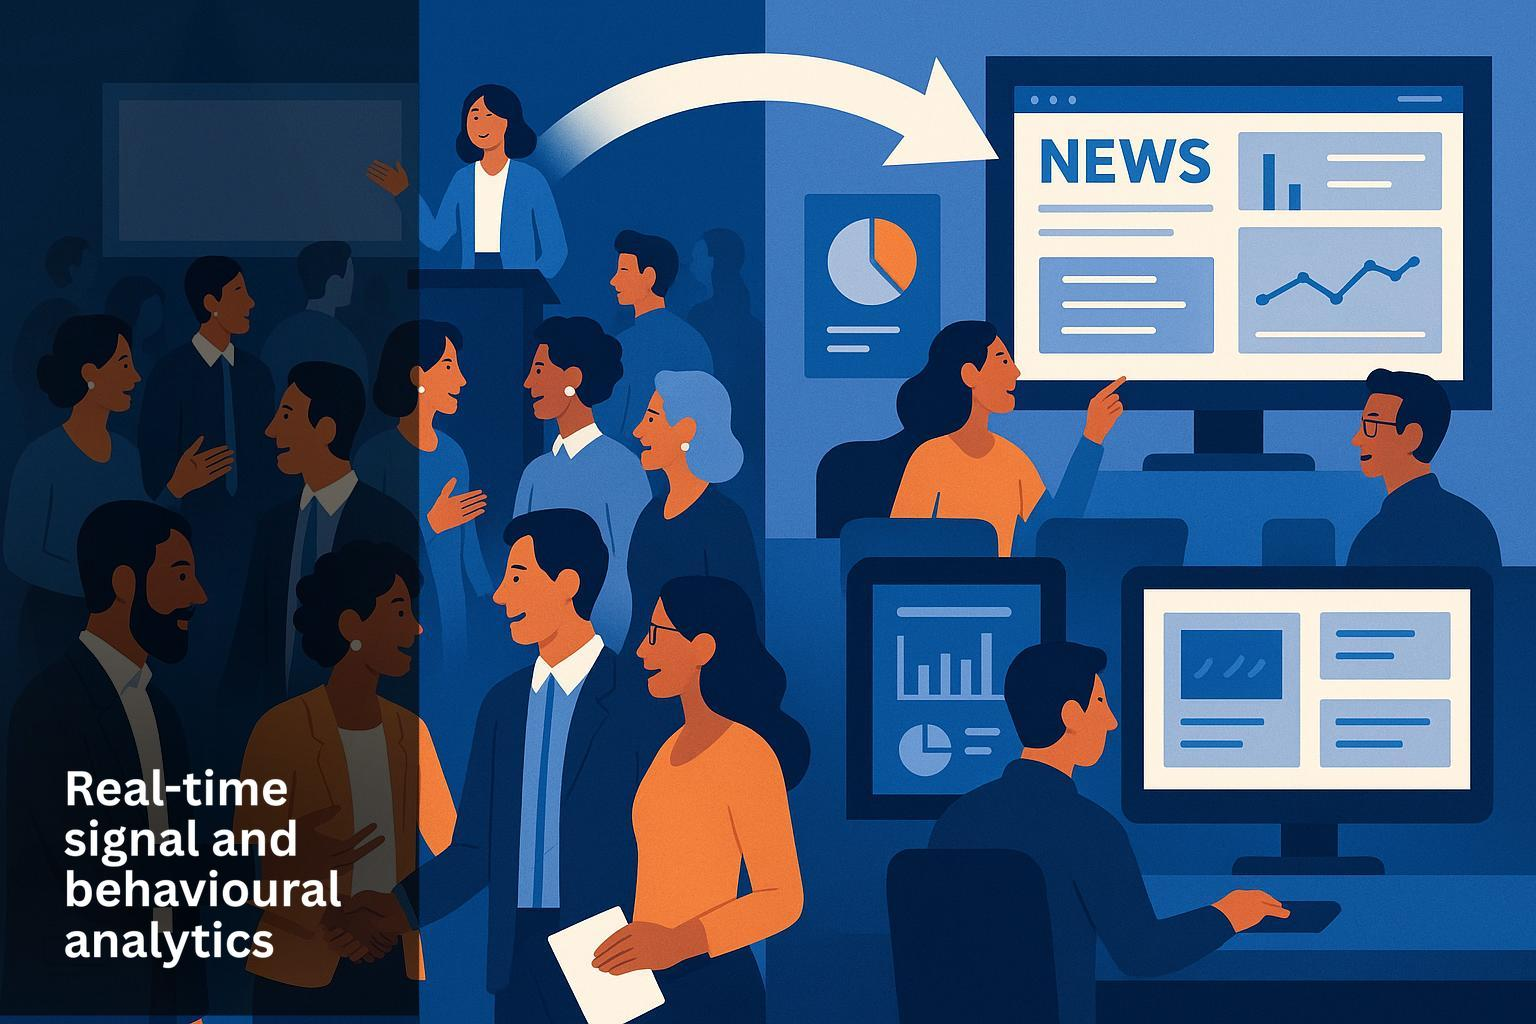 NEWS
Real-time
signal and
behavioural
analytics